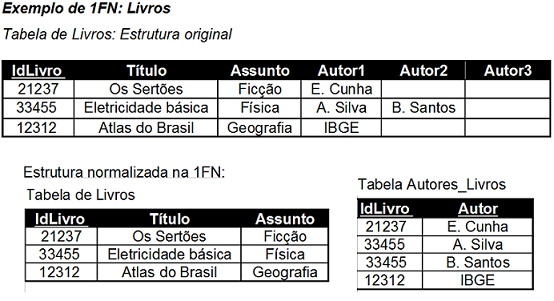 Exemplo de 1FN: Livros
Tabela de Livros: Estrutura original
IdLivro Título Assunto Autor1 Autor2 Autor3
21237 Os Sertões Ficção E. Cunha
33455 Eletricidade básica Física A. Silva B. Santos
12312 Atlas do Brasil Geografia IBGE
Estrutura normalizada na 1FN:
Tabela de Livros
IdLivro Título Assunto
21237 Os Sertões Ficção
33455 Eletricidade básica Física
12312 Atlas do Brasil Geografia
Tabela Autores_Livros
IdLivro Autor
21237 E. Cunha
33455 A. Silva
33455 B. Santos
12312 IBGE